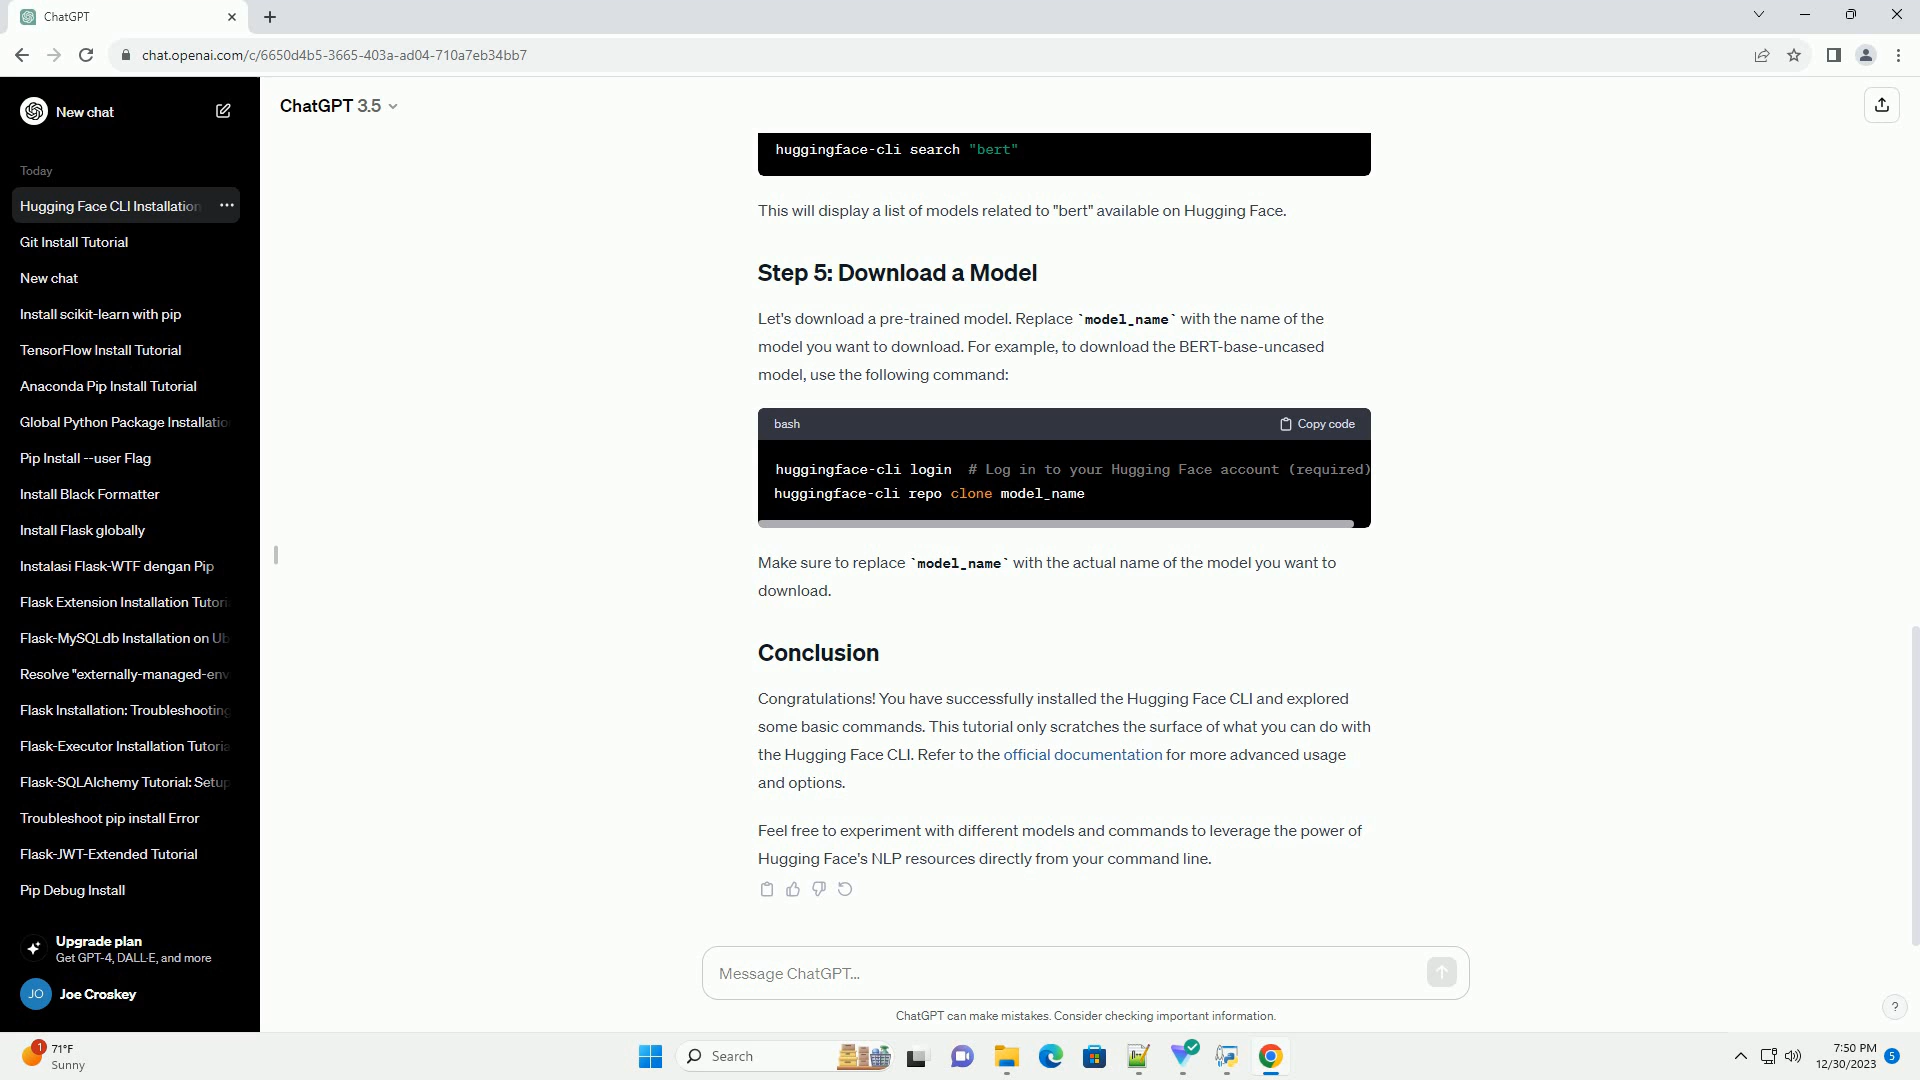 ChatGPT
chat.openai.com/c/6650d4b5-3665-403a-ad04-710a7eb34bb7
New chat
Today
Hugging Face CLI Installation
Git Install Tutorial
New chat
Install scikit-learn with pip
TensorFlow Install Tutorial
Anaconda Pip Install Tutorial
Global Python Package Installatio
Pip Install --user Flag
Install Black Formatter
Install Flask globally
Instalasi Flask-WTF dengan Pip
Flask Extension Installation Tutori
Flask-MySQLdb Installation on Ub
Resolve "externally-managed-env
Flask Installation: Troubleshooting
Flask-Executor Installation Tutoria
Flask-SQLAlchemy Tutorial: Setup
Troubleshoot pip install Error
Flask-JWT-Extended Tutorial
Pip Debug Install
Upgrade plan
Get GPT-4, DALL·E, and more
JO
Joe Croskey
ChatGPT 3.5
huggingface-cli search "bert"
This will display a list of models related to "bert" available on Hugging Face.
Step 5: Download a Model
Let's download a pre-trained model. Replace `model_name` with the name of the
model you want to download. For example, to download the BERT-base-uncased
model, use the following command:
bash
Copy code
huggingface-cli login # Log in to your Hugging Face account (required)
huggingface-cli repo clone model_name
Make sure to replace `model_name` with the actual name of the model you want to
download.
Conclusion
Congratulations! You have successfully installed the Hugging Face CLI and explored
some basic commands. This tutorial only scratches the surface of what you can do with
the Hugging Face CLI. Refer to the official documentation for more advanced usage
and options.
Feel free to experiment with different models and commands to leverage the power of
Hugging Face's NLP resources directly from your command line.
Message ChatGPT...
ChatGPT can make mistakes. Consider checking important information.
?
1
71°F
Sunny
Search
7:50 PM
12/30/2023
5